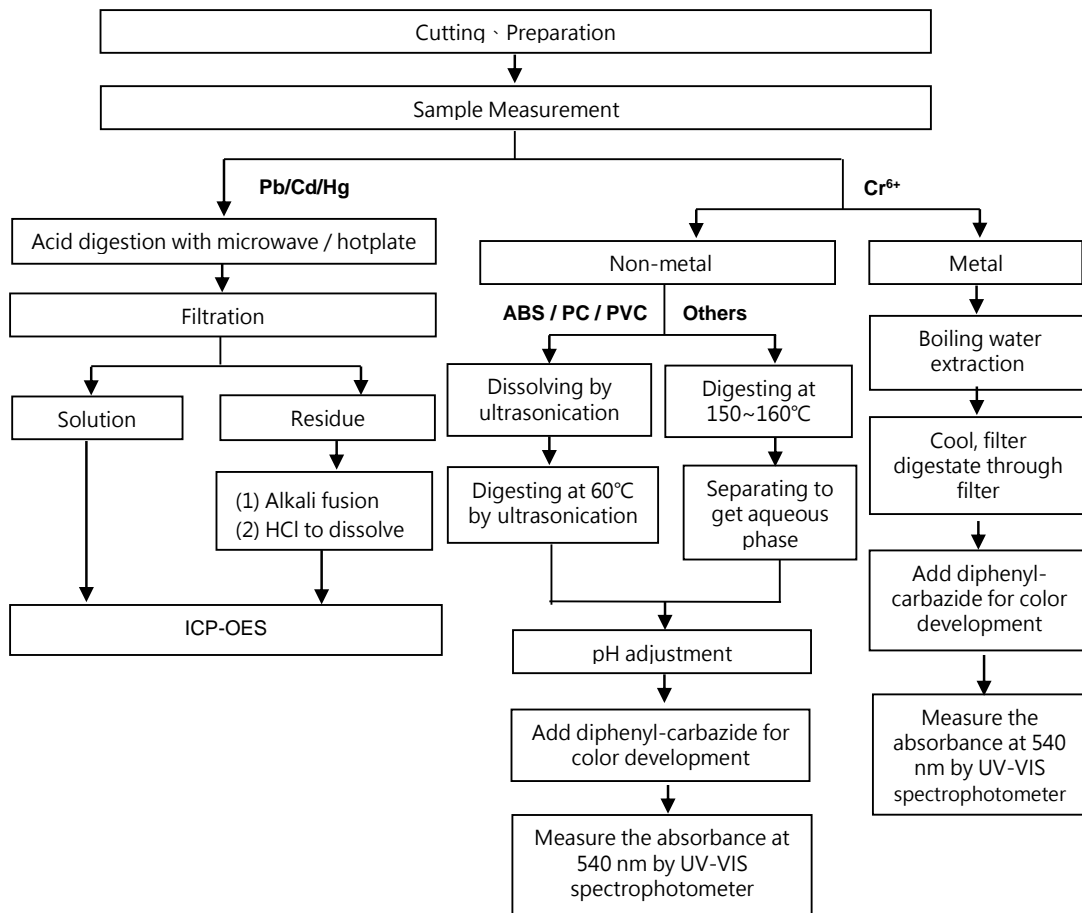 Cutting、Preparation
Sample Measurement
Pb/Cd/Hg
Cr⁶⁺
Acid digestion with microwave / hotplate
Non-metal
Metal
Filtration
ABS / PC / PVC
Others
Boiling water
extraction
Solution
Residue
Dissolving by
ultrasonication
Digesting at
150~160℃
Cool, filter
digestate through
filter
(1) Alkali fusion
(2) HCl to dissolve
Digesting at 60℃
by ultrasonication
Separating to
get aqueous
phase
Add diphenyl-
carbazide for color
development
ICP-OES
pH adjustment
Measure the
absorbance at 540
nm by UV-VIS
spectrophotometer
Add diphenyl-carbazide for
color development
Measure the absorbance at
540 nm by UV-VIS
spectrophotometer